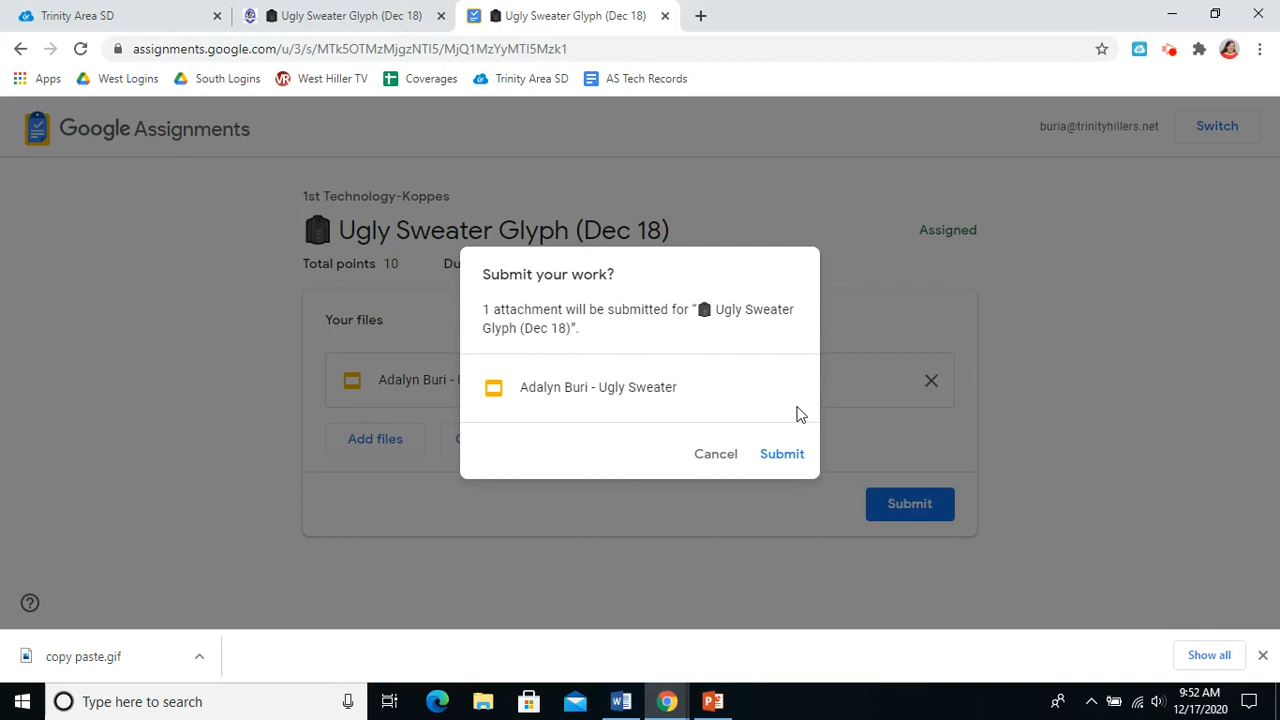 Trinity Area SD
Ugly Sweater Glyph (Dec 18)
Ugly Sweater Glyph (Dec 18)
assignments.google.com/u/3/s/MTk5OTMzMjgzNTI5/MjQ1MzYyMTI5Mzk1
Apps
West Logins
South Logins
West Hiller TV
Coverages
Trinity Area SD
AS Tech Records
Google Assignments
buria@trinityhillers.net
Switch
1st Technology-Koppes
Ugly Sweater Glyph (Dec 18)
Assigned
Total points 10
Du
Submit your work?
1 attachment will be submitted for “ Ugly Sweater
Glyph (Dec 18)”.
Your files
Adalyn Buri - U
Adalyn Buri - Ugly Sweater
Add files
C
Cancel
Submit
Submit
copy paste.gif
Show all
Type here to search
9:52 AM
12/17/2020